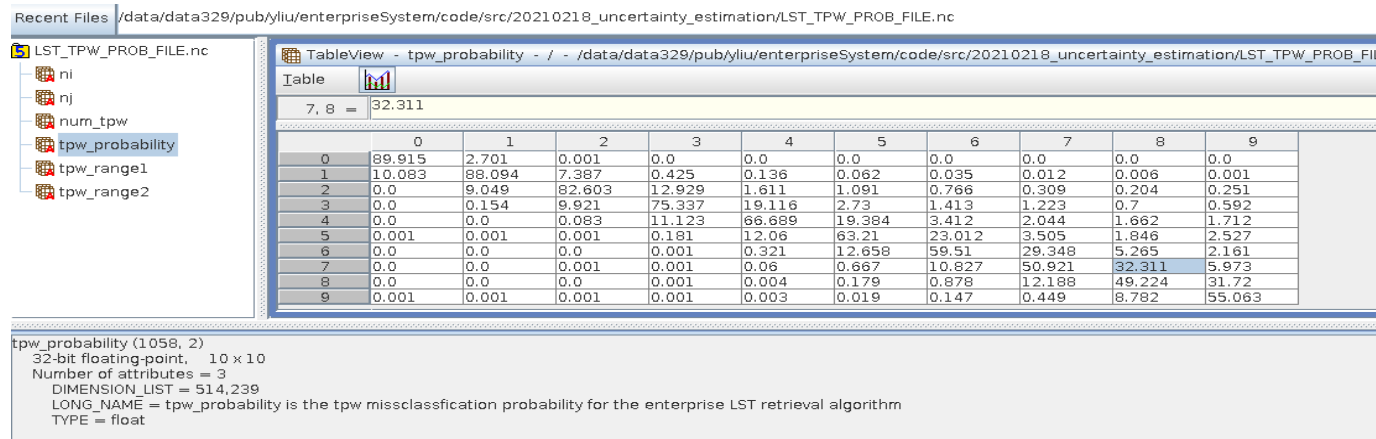 Recent Files /data/data329/pub/yliu/enterpriseSystem/code/src/20210218_uncertainty_estimation/LST_TPW_PROB_FILE.nc
LST_TPW_PROB_FILE.nc
ni
nj
num_tpw
tpw_probability
tpw_range1
tpw_range2
TableView - tpw_probability - / - /data/data329/pub/yliu/enterpriseSystem/code/src/20210218_uncertainty_estimation/LST_TPW_PROB_FI
Table
7, 8 = 32.311
0 1 2 3 4 5 6 7 8 9
0 89.915 2.701 0.001 0.0 0.0 0.0 0.0 0.0 0.0 0.0
1 10.083 88.094 7.387 0.425 0.136 0.062 0.035 0.012 0.006 0.001
2 0.0 9.049 82.603 12.929 1.611 1.091 0.766 0.309 0.204 0.251
3 0.0 0.154 9.921 75.337 19.116 2.73 1.413 1.223 0.7 0.592
4 0.0 0.0 0.083 11.123 66.689 19.384 3.412 2.044 1.662 1.712
5 0.001 0.001 0.001 0.181 12.06 63.21 23.012 3.505 1.846 2.527
6 0.0 0.0 0.0 0.001 0.321 12.658 59.51 29.348 5.265 2.161
7 0.0 0.0 0.001 0.001 0.06 0.667 10.827 50.921 32.311 5.973
8 0.0 0.0 0.0 0.001 0.004 0.179 0.878 12.188 49.224 31.72
9 0.001 0.001 0.001 0.001 0.003 0.019 0.147 0.449 8.782 55.063
tpw_probability (1058, 2)
32-bit floating-point, 10 x 10
Number of attributes = 3
DIMENSION_LIST = 514,239
LONG_NAME = tpw_probability is the tpw missclassfication probability for the enterprise LST retrieval algorithm
TYPE = float